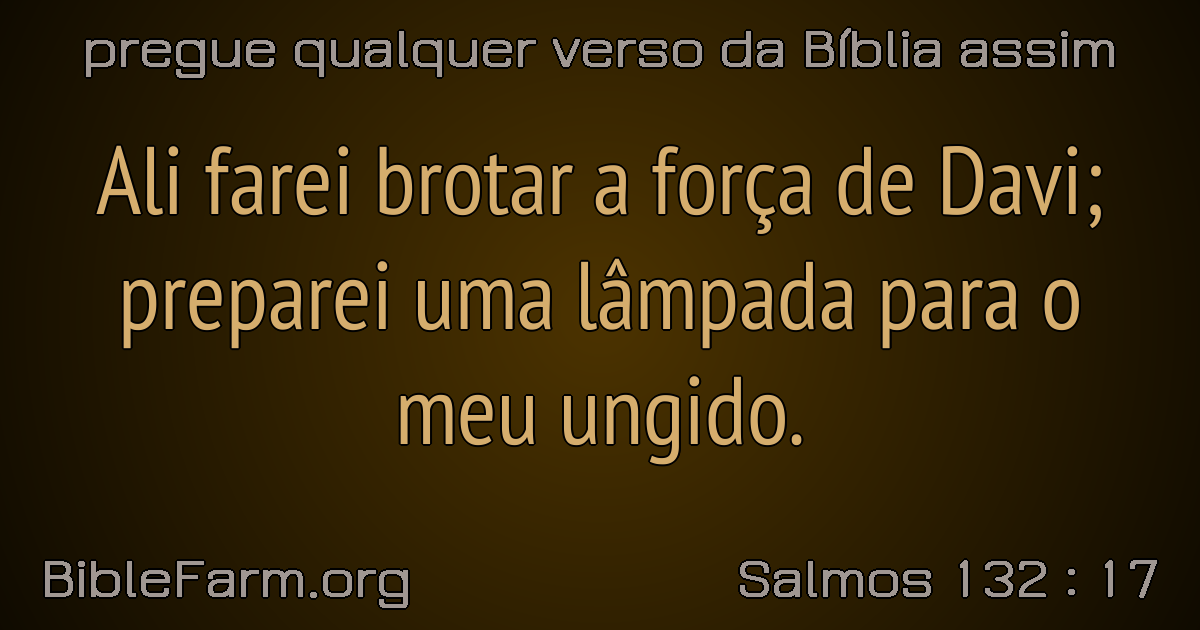 pregue qualquer verso da Bíblia assim
Ali farei brotar a força de Davi;
preparei uma lâmpada para o
meu ungido.
BibleFarm.org
Salmos 132 : 17